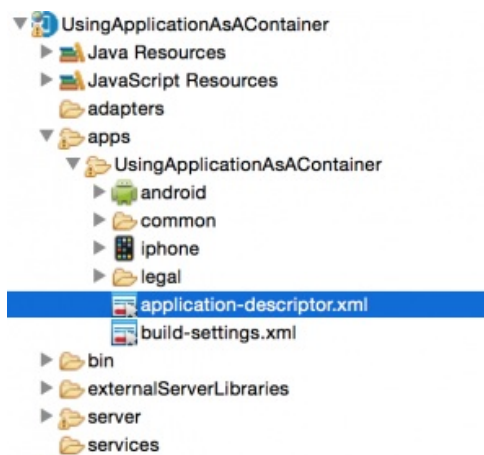 UsingApplicationAsAContainer
Java Resources
JavaScript Resources
adapters
apps
UsingApplicationAsAContainer
android
common
iphone
legal
application-descriptor.xml
build-settings.xml
bin
externalServerLibraries
server
services